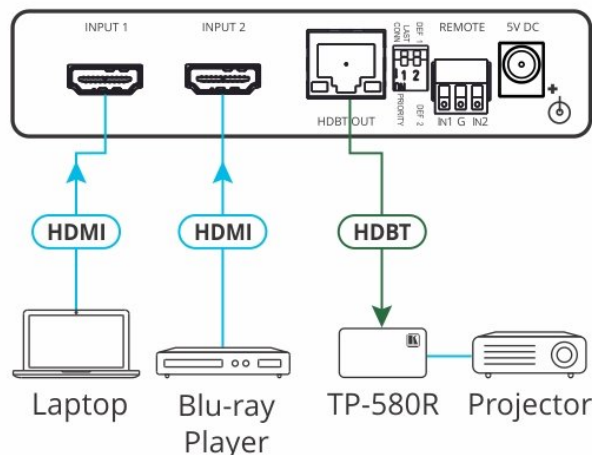 INPUT 1
INPUT 2
HDBT OUT
LAST
CONN
DEF 1
1 2
ON
PRIORITY
DEF 2
REMOTE
IN1 G IN2
5V DC
+
HDMI
HDMI
HDBT
Laptop
Blu-ray
Player
TP-580R
Projector